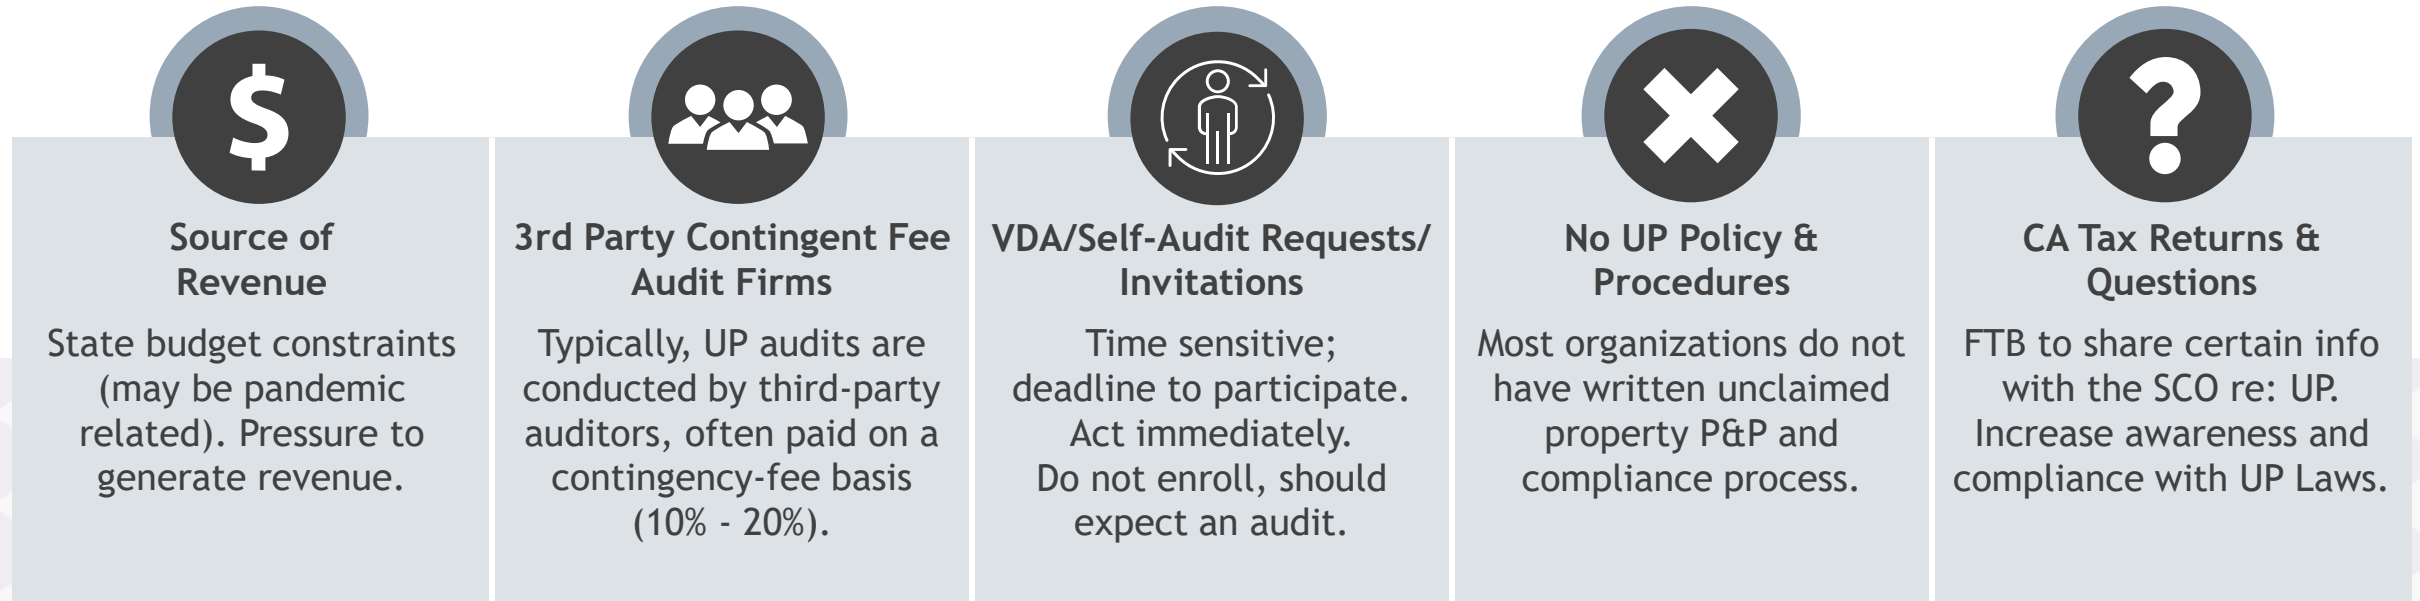 $
Source of
Revenue
State budget constraints
(may be pandemic
related). Pressure to
generate revenue.
3rd Party Contingent Fee
Audit Firms
Typically, UP audits are
conducted by third-party
auditors, often paid on a
contingency-fee basis
(10% - 20%).
VDA/Self-Audit Requests/
Invitations
Time sensitive;
deadline to participate.
Act immediately.
Do not enroll, should
expect an audit.
No UP Policy &
Procedures
Most organizations do not
have written unclaimed
property P&P and
compliance process.
?
CA Tax Returns &
Questions
FTB to share certain info
with the SCO re: UP.
Increase awareness and
compliance with UP Laws.